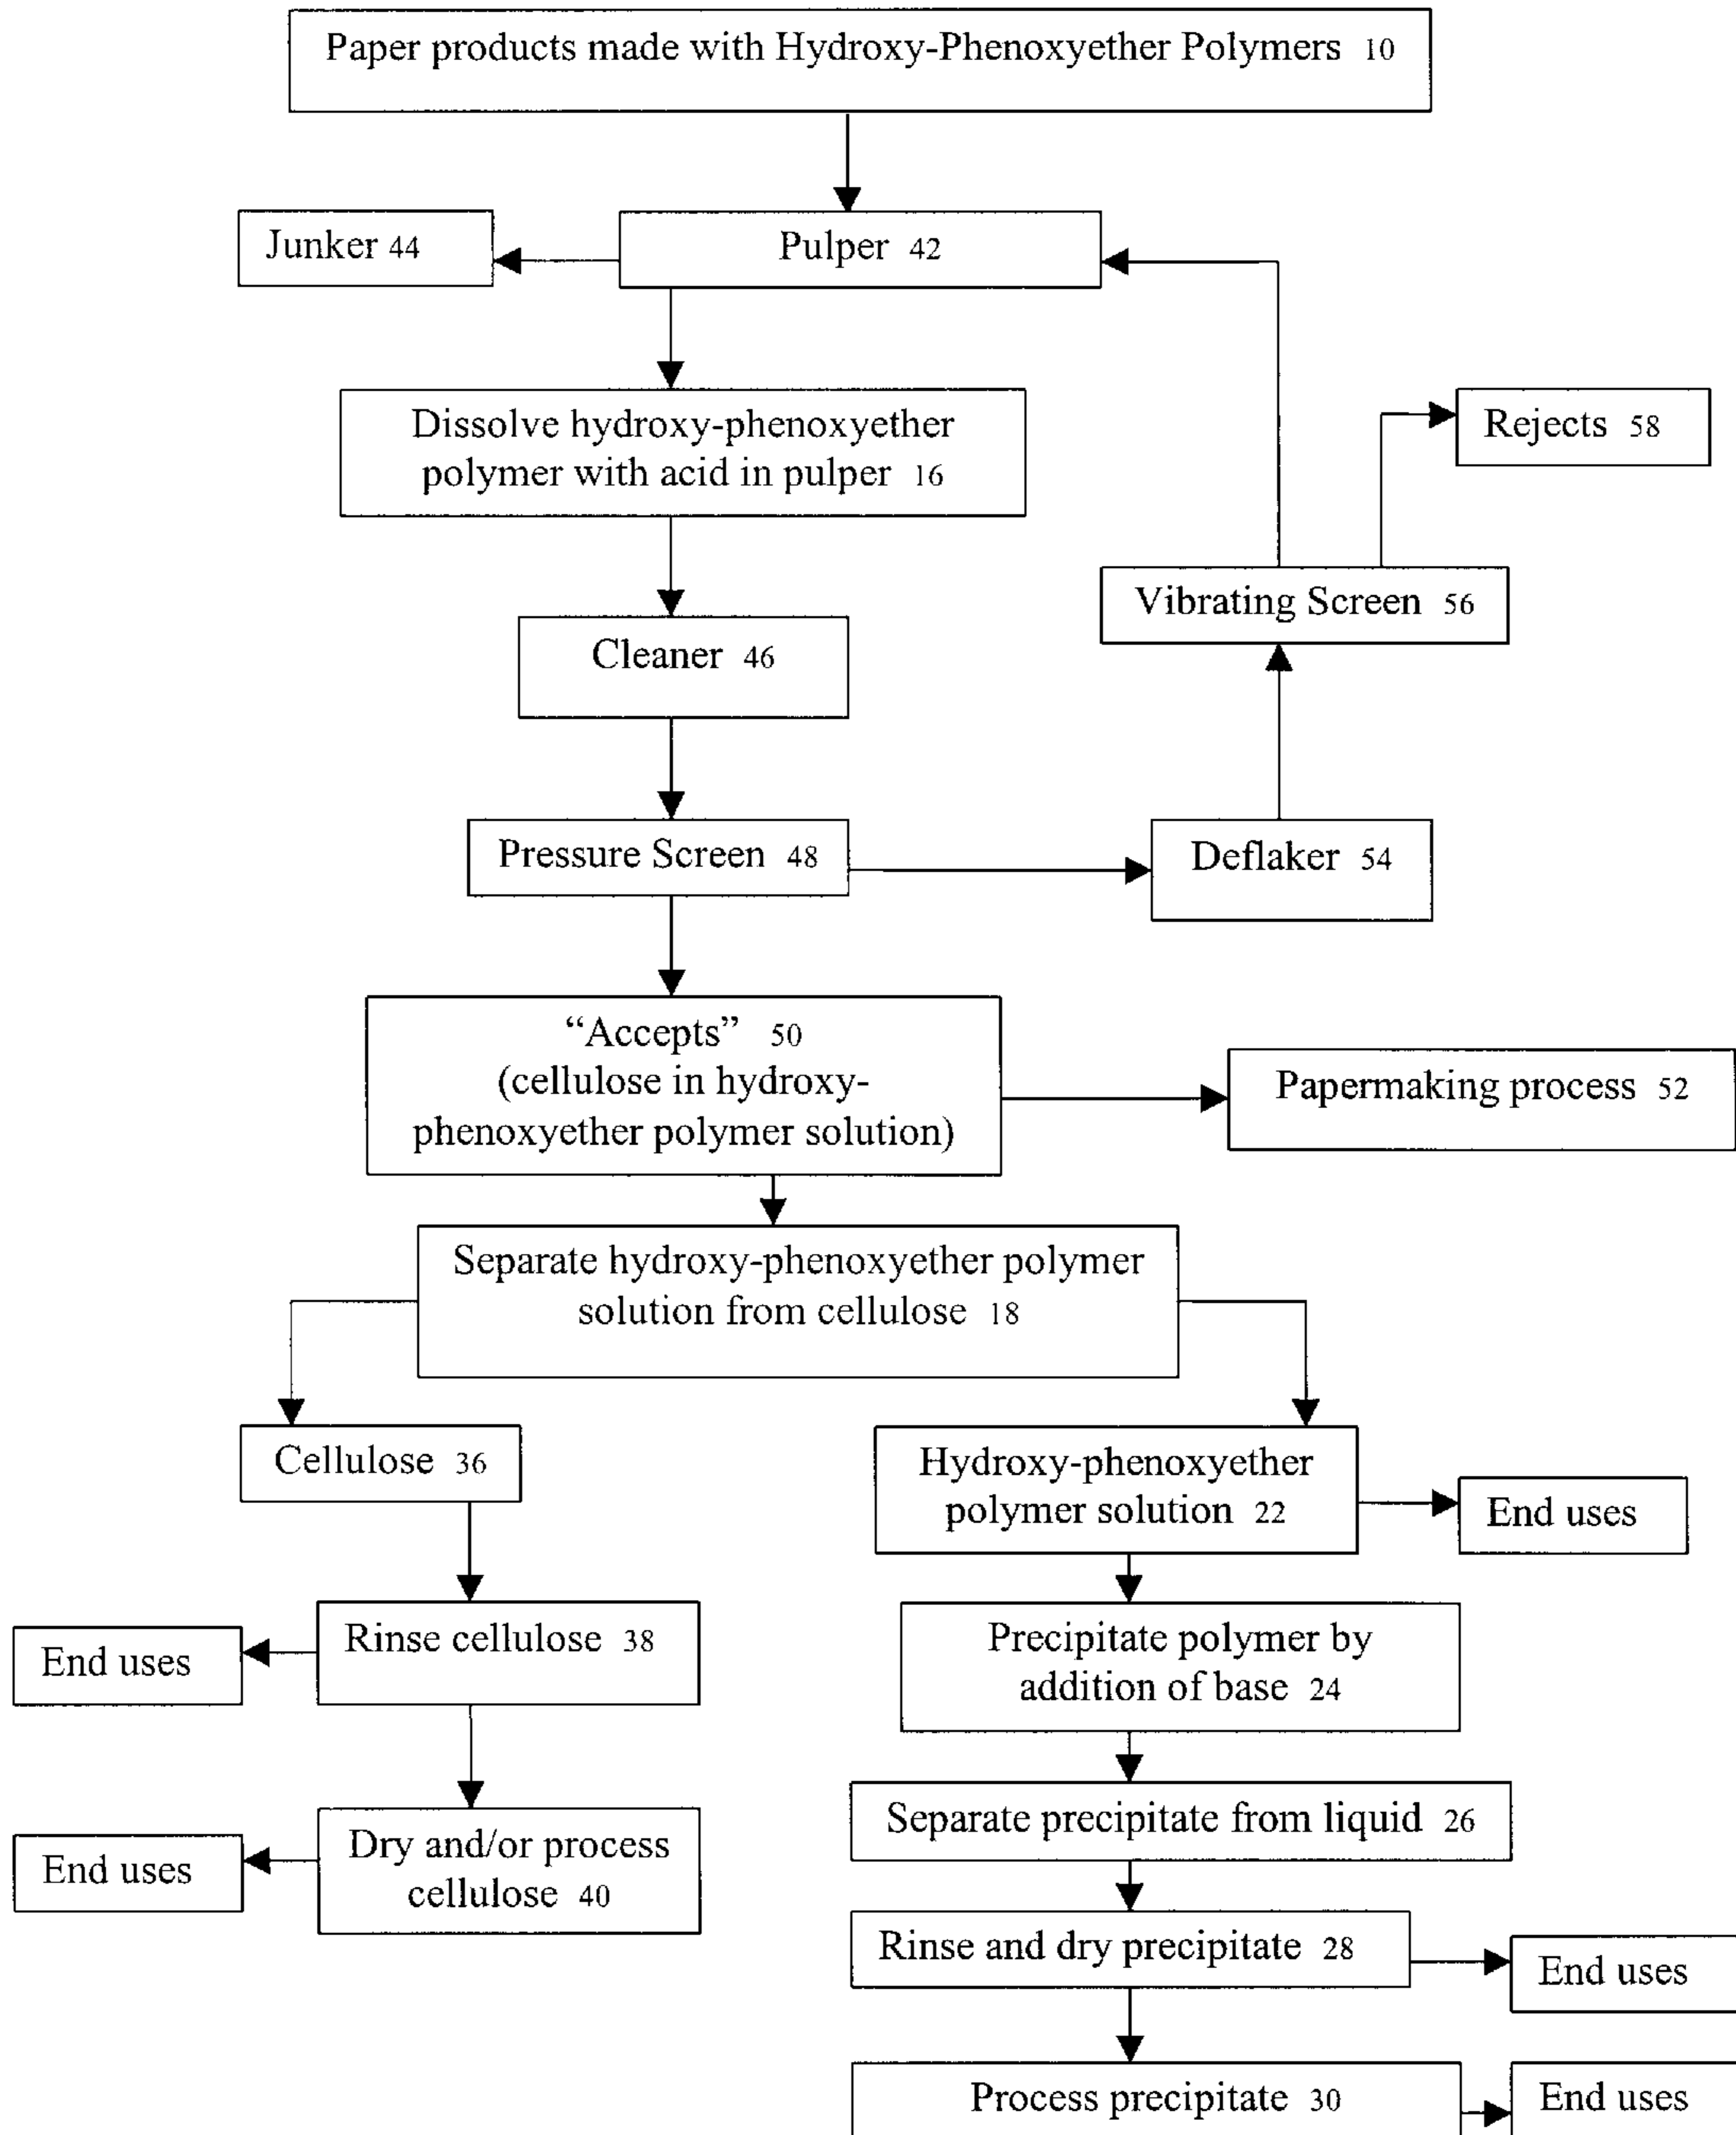 Paper products made with Hydroxy-Phenoxyether Polymers 10
Junker 44
Pulper 42
Dissolve hydroxy-phenoxyether
polymer with acid in pulper 16
Rejects 58
Vibrating Screen 56
Cleaner 46
Pressure Screen 48
Deflaker 54
“Accepts” 50
(cellulose in hydroxy-
phenoxyether polymer solution)
Papermaking process 52
Separate hydroxy-phenoxyether polymer
solution from cellulose 18
Cellulose 36
Hydroxy-phenoxyether
polymer solution 22
End uses
Rinse cellulose 38
End uses
Precipitate polymer by
addition of base 24
Separate precipitate from liquid 26
Dry and/or process
cellulose 40
End uses
Rinse and dry precipitate 28
End uses
Process precipitate 30
End uses